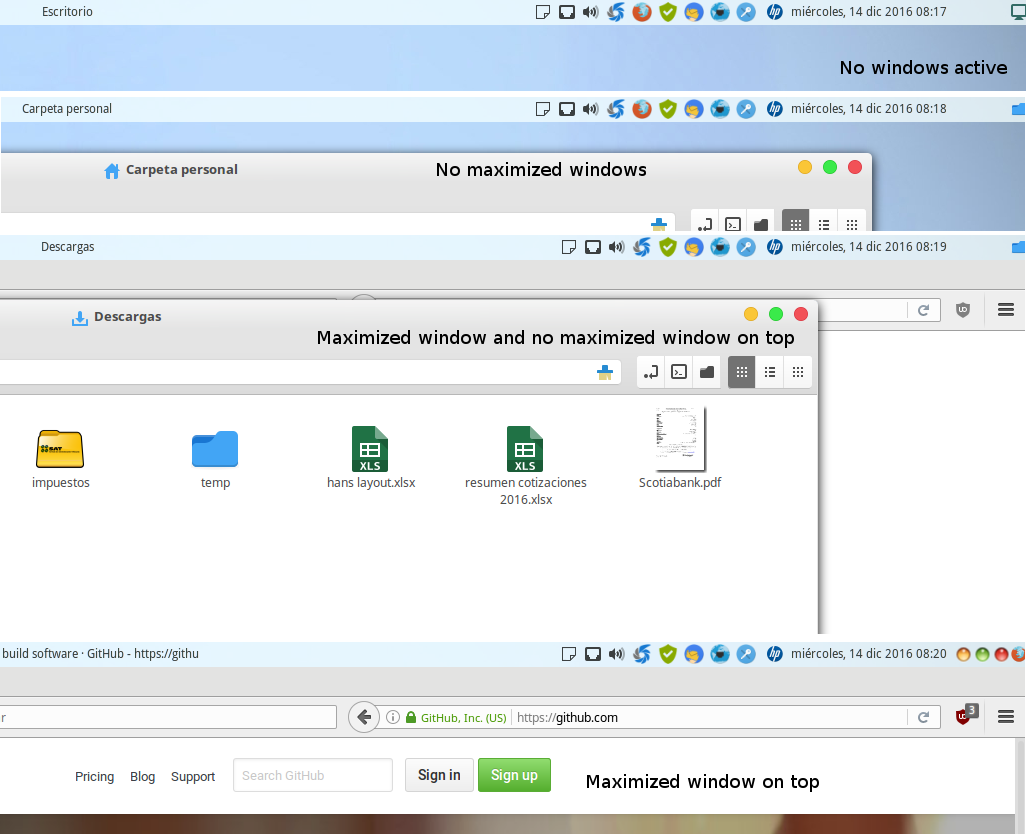 Escritorio
miércoles, 14 dic 2016 08:17
No windows active
Carpeta personal
miércoles, 14 dic 2016 08:18
Carpeta personal
No maximized windows
Descargas
miércoles, 14 dic 2016 08:19
Descargas
Maximized window and no maximized window on top
SAT
XLS
XLS
impuestos
temp
hans layout.xlsx
resumen cotizaciones
2016.xlsx
Scotiabank.pdf
build software · GitHub - https://githu
miércoles, 14 dic 2016 08:20
r
GitHub, Inc. (US)
https://github.com
3
Pricing
Blog
Support
Search GitHub
Sign in
Sign up
Maximized window on top